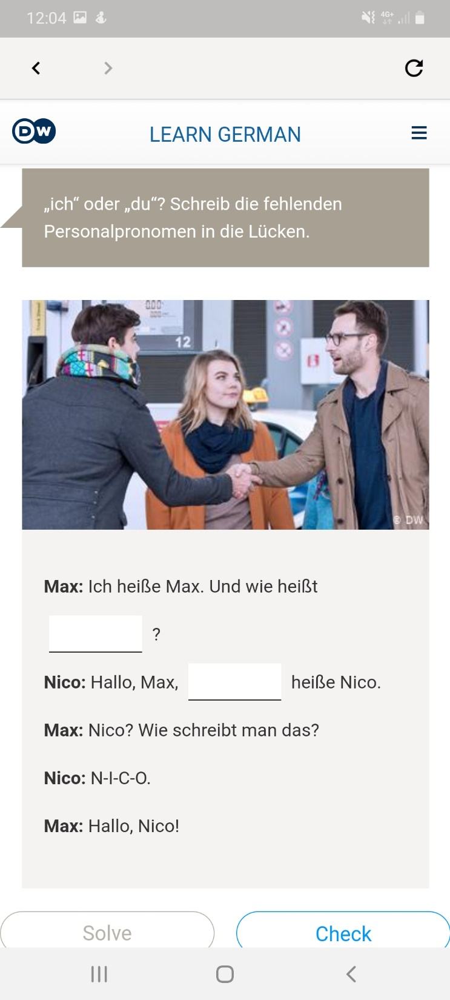 12:04
4G+
DW
LEARN GERMAN
„ich“ oder „du“? Schreib die fehlenden
Personalpronomen in die Lücken.
12
© DW
Max: Ich heiße Max. Und wie heißt
?
Nico: Hallo, Max, heiße Nico.
Max: Nico? Wie schreibt man das?
Nico: N-I-C-O.
Max: Hallo, Nico!
Solve
Check